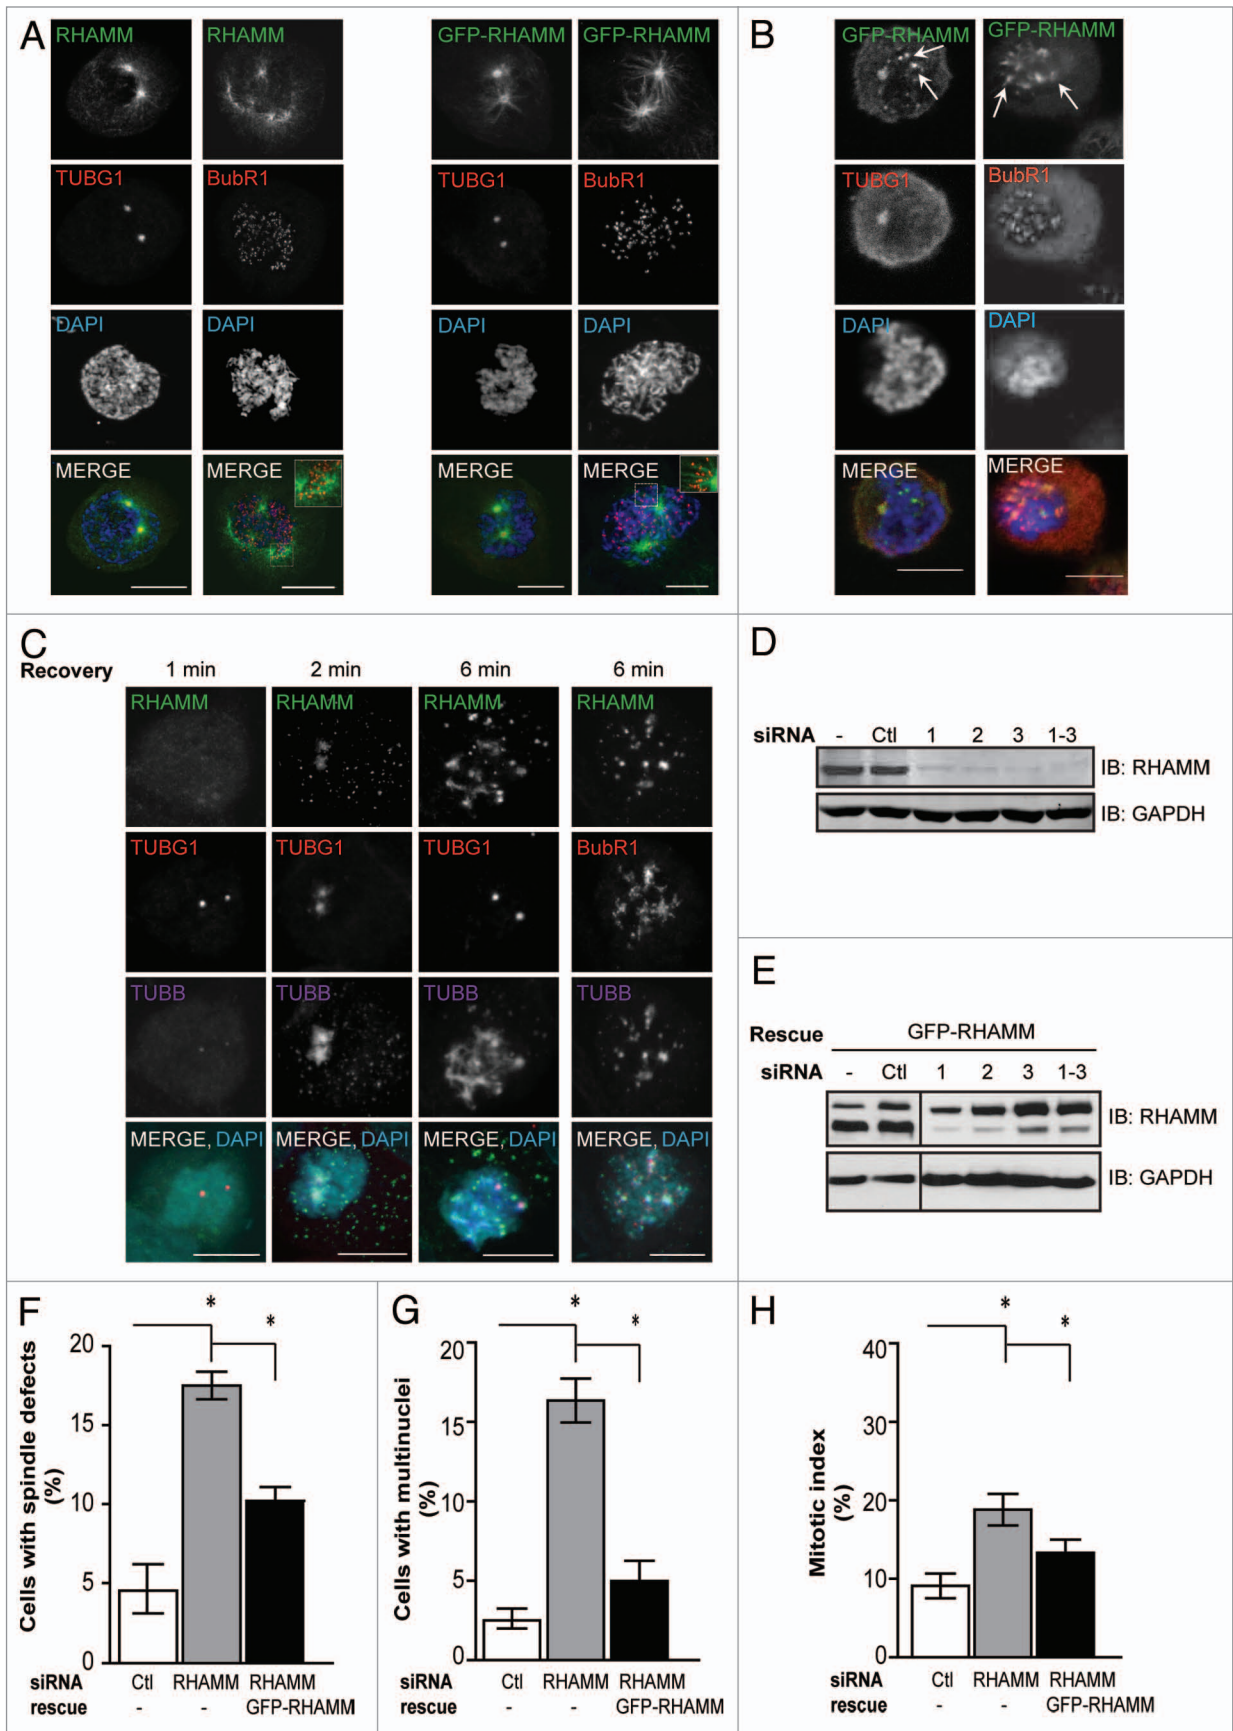 A
RHAMM RHAMM GFP-RHAMM GFP-RHAMM
TUBG1 BubR1 TUBG1 BubR1
DAPI DAPI DAPI DAPI
MERGE MERGE MERGE MERGE
B
GFP-RHAMM GFP-RHAMM
TUBG1 BubR1
DAPI DAPI
MERGE MERGE
C
Recovery 1 min 2 min 6 min 6 min
RHAMM RHAMM RHAMM RHAMM
TUBG1 TUBG1 TUBG1 BubR1
TUBB TUBB TUBB TUBB
MERGE, DAPI MERGE, DAPI MERGE, DAPI MERGE, DAPI
D
siRNA - Ctl 1 2 3 1-3
IB: RHAMM
IB: GAPDH
E
Rescue GFP-RHAMM
siRNA - Ctl 1 2 3 1-3
IB: RHAMM
IB: GAPDH
F
* *
Cells with spindle defects
(%)
20
15
10
5
0
siRNA Ctl RHAMM RHAMM
rescue - - GFP-RHAMM
G
* *
Cells with multinuclei
(%)
20
15
10
5
0
Ctl RHAMM RHAMM
- - GFP-RHAMM
H
* *
Mitotic index
(%)
40
30
20
10
0
siRNA Ctl RHAMM RHAMM
rescue - - GFP-RHAMM